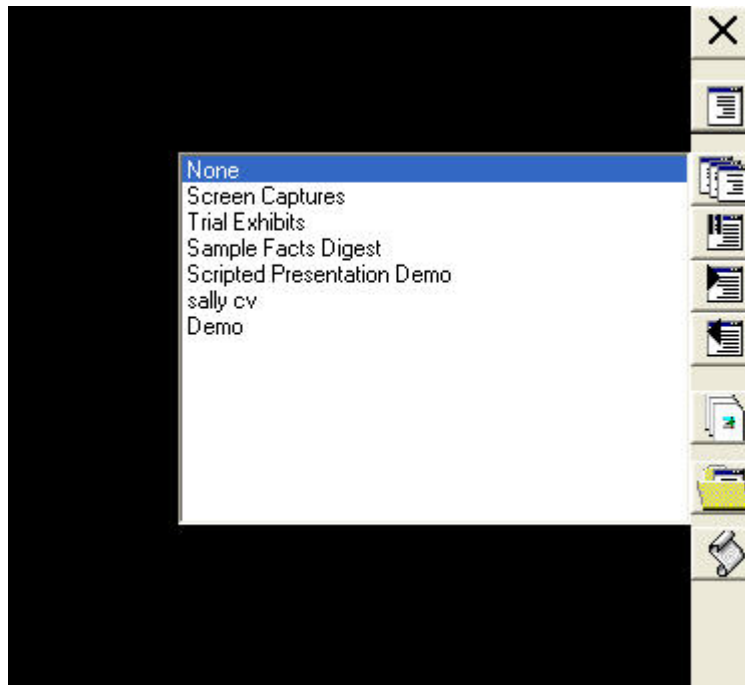 None
Screen Captures
Trial Exhibits
Sample Facts Digest
Scripted Presentation Demo
sally cv
Demo